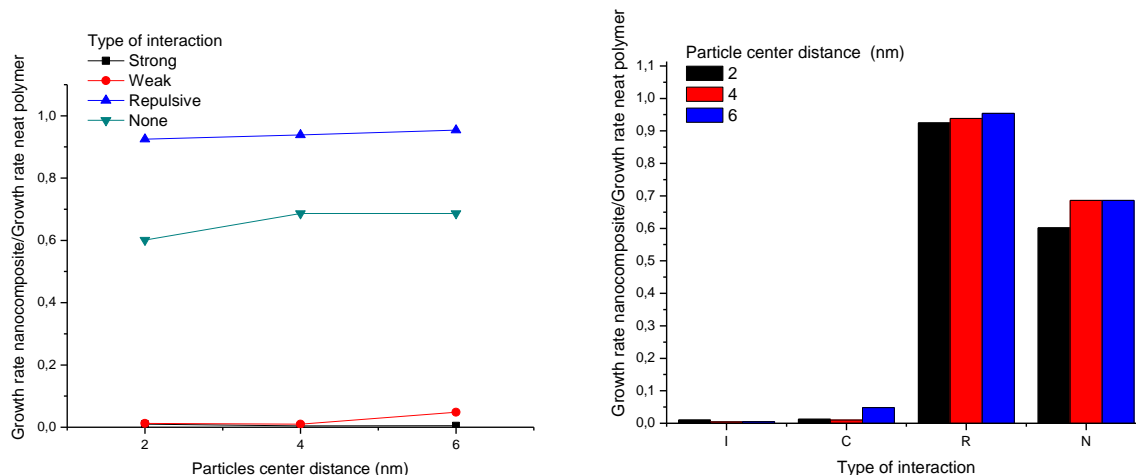 Growth rate nanocomposite/Growth rate neat polymer
Type of interaction
Strong
Weak
Repulsive
None
1,0
0,8
0,6
0,4
0,2
0,0
2 4 6
Particles center distance (nm)
Growth rate nanocomposite/Growth rate neat polymer
Particle center distance (nm)
2
4
6
1,1
1,0
0,9
0,8
0,7
0,6
0,5
0,4
0,3
0,2
0,1
0,0
I C R N
Type of interaction